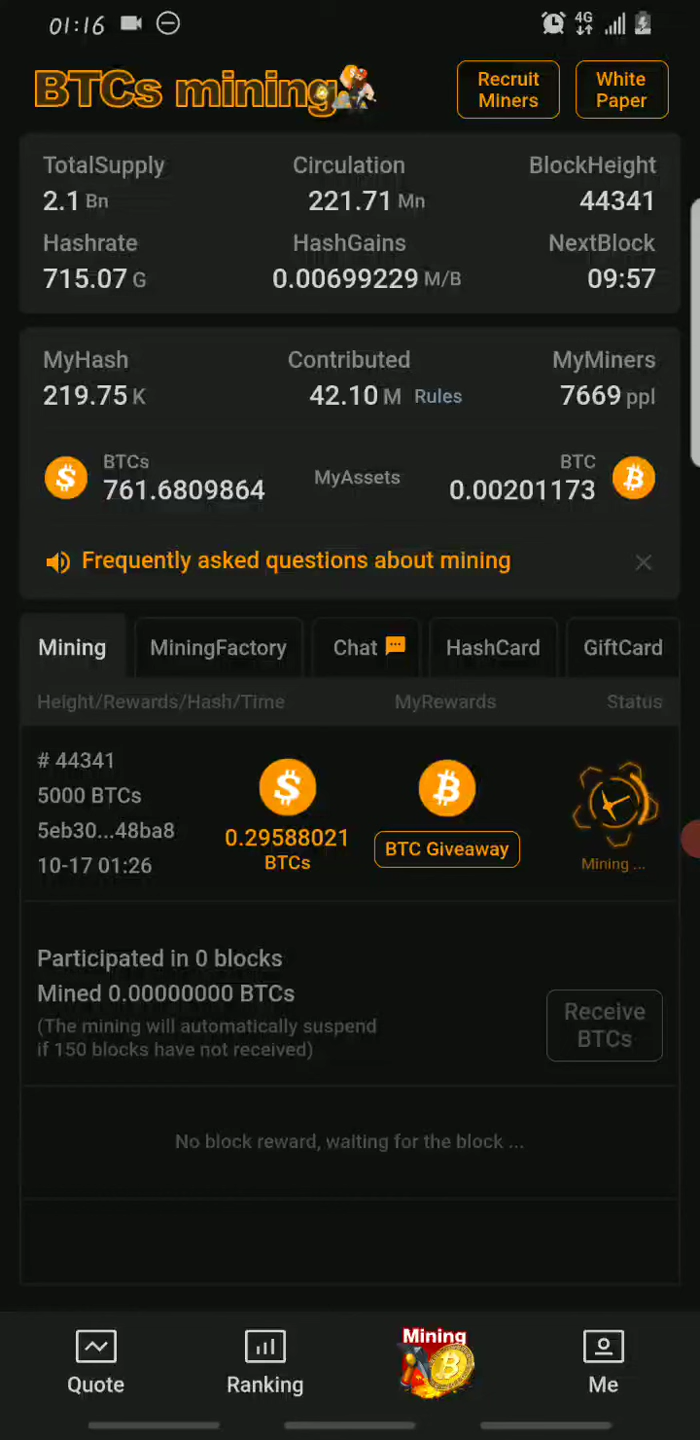 01:16
4G
BTCs mining
Recruit Miners
White Paper
TotalSupply Circulation BlockHeight
2.1 Bn 221.71 Mn 44341
Hashrate HashGains NextBlock
715.07 G 0.00699229 M/B 09:57
MyHash Contributed MyMiners
219.75 K 42.10 M Rules 7669 ppl
BTCs MyAssets BTC
761.6809864 0.00201173
Frequently asked questions about mining
Mining MiningFactory Chat HashCard GiftCard
Height/Rewards/Hash/Time MyRewards Status
# 44341
5000 BTCs
5eb30...48ba8
10-17 01:26
0.29588021
BTCs
BTC Giveaway
Mining ...
Participated in 0 blocks
Mined 0.00000000 BTCs
(The mining will automatically suspend
if 150 blocks have not received)
Receive
BTCs
No block reward, waiting for the block ...
Mining
Quote Ranking Me